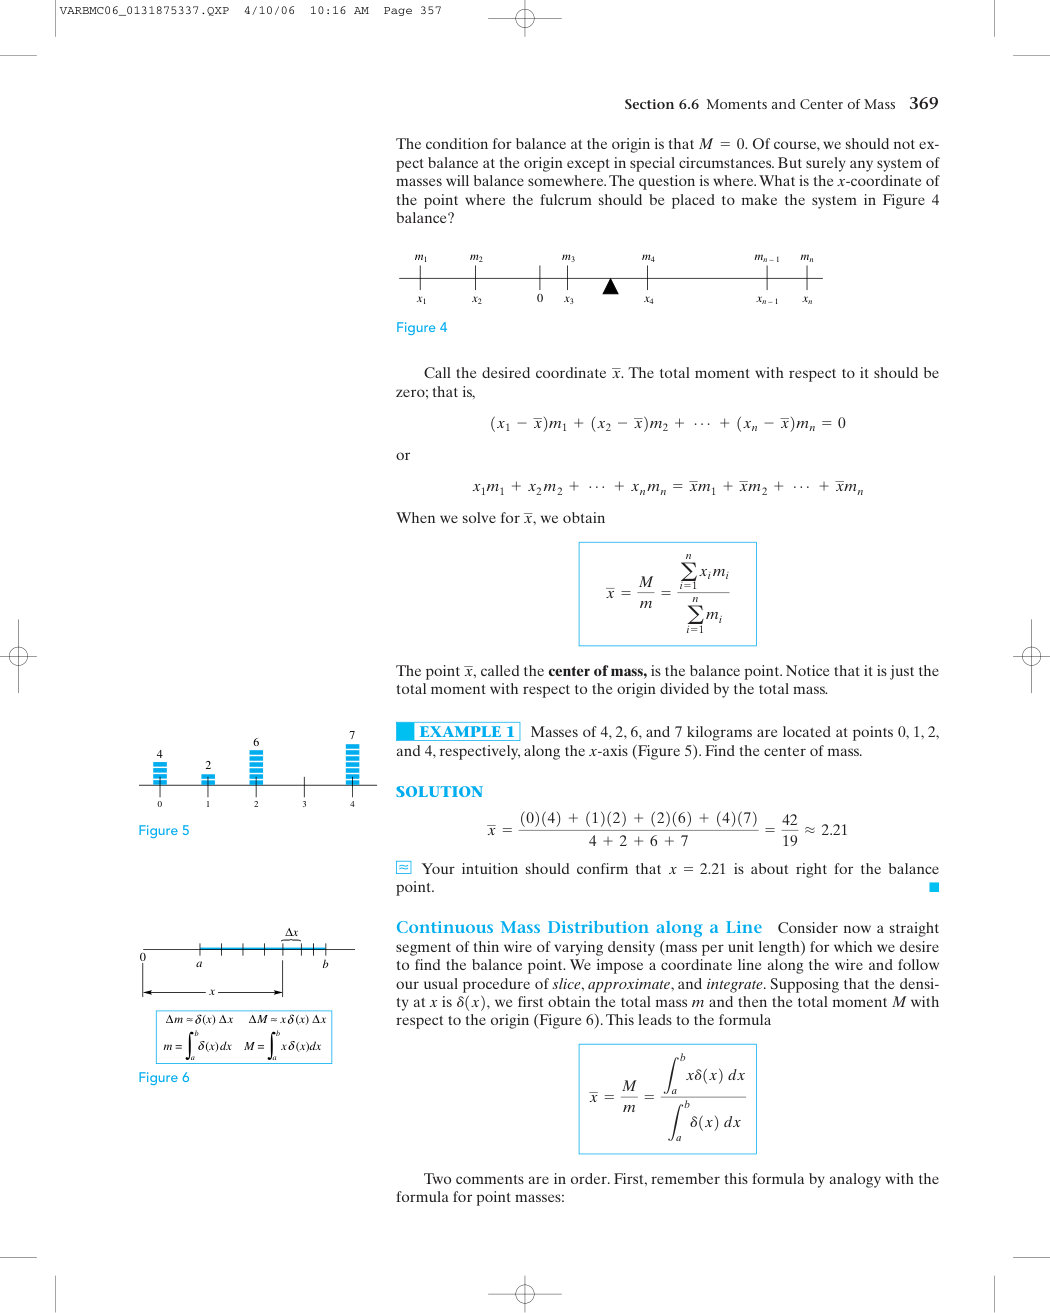 VARBMC06_0131875337.QXP 4/10/06 10:16 AM Page 357
Section 6.6 Moments and Center of Mass 369
The condition for balance at the origin is that M = 0. Of course, we should not ex-
pect balance at the origin except in special circumstances. But surely any system of
masses will balance somewhere. The question is where. What is the x-coordinate of
the point where the fulcrum should be placed to make the system in Figure 4
balance?
m₁ m₂ m₃ m₄ mₙ₋₁ mₙ
x₁ x₂ 0 x₃ x₄ xₙ₋₁ xₙ
Figure 4
Call the desired coordinate x̅. The total moment with respect to it should be
zero; that is,
(x₁ − x̅)m₁ + (x₂ − x̅)m₂ + ⋯ + (xₙ − x̅)mₙ = 0
or
x₁m₁ + x₂m₂ + ⋯ + xₙmₙ = x̅m₁ + x̅m₂ + ⋯ + x̅mₙ
When we solve for x̅, we obtain
x̅ = M/m = ∑ᵢ₌₁ⁿ xᵢmᵢ / ∑ᵢ₌₁ⁿ mᵢ
The point x̅, called the center of mass, is the balance point. Notice that it is just the
total moment with respect to the origin divided by the total mass.
EXAMPLE 1 Masses of 4, 2, 6, and 7 kilograms are located at points 0, 1, 2,
and 4, respectively, along the x-axis (Figure 5). Find the center of mass.
4 2 6 7
0 1 2 3 4
Figure 5
SOLUTION
x̅ = (0)(4) + (1)(2) + (2)(6) + (4)(7) / 4 + 2 + 6 + 7 = 42/19 ≈ 2.21
≈ Your intuition should confirm that x = 2.21 is about right for the balance
point.
Continuous Mass Distribution along a Line Consider now a straight
segment of thin wire of varying density (mass per unit length) for which we desire
to find the balance point. We impose a coordinate line along the wire and follow
our usual procedure of slice, approximate, and integrate. Supposing that the densi-
ty at x is δ(x), we first obtain the total mass m and then the total moment M with
respect to the origin (Figure 6). This leads to the formula
Δx
0 a b
x
Δm ≈ δ(x) Δx ΔM ≈ xδ(x) Δx
m = ∫ₐᵇ δ(x)dx M = ∫ₐᵇ xδ(x)dx
Figure 6
x̅ = M/m = ∫ₐᵇ xδ(x) dx / ∫ₐᵇ δ(x) dx
Two comments are in order. First, remember this formula by analogy with the
formula for point masses: